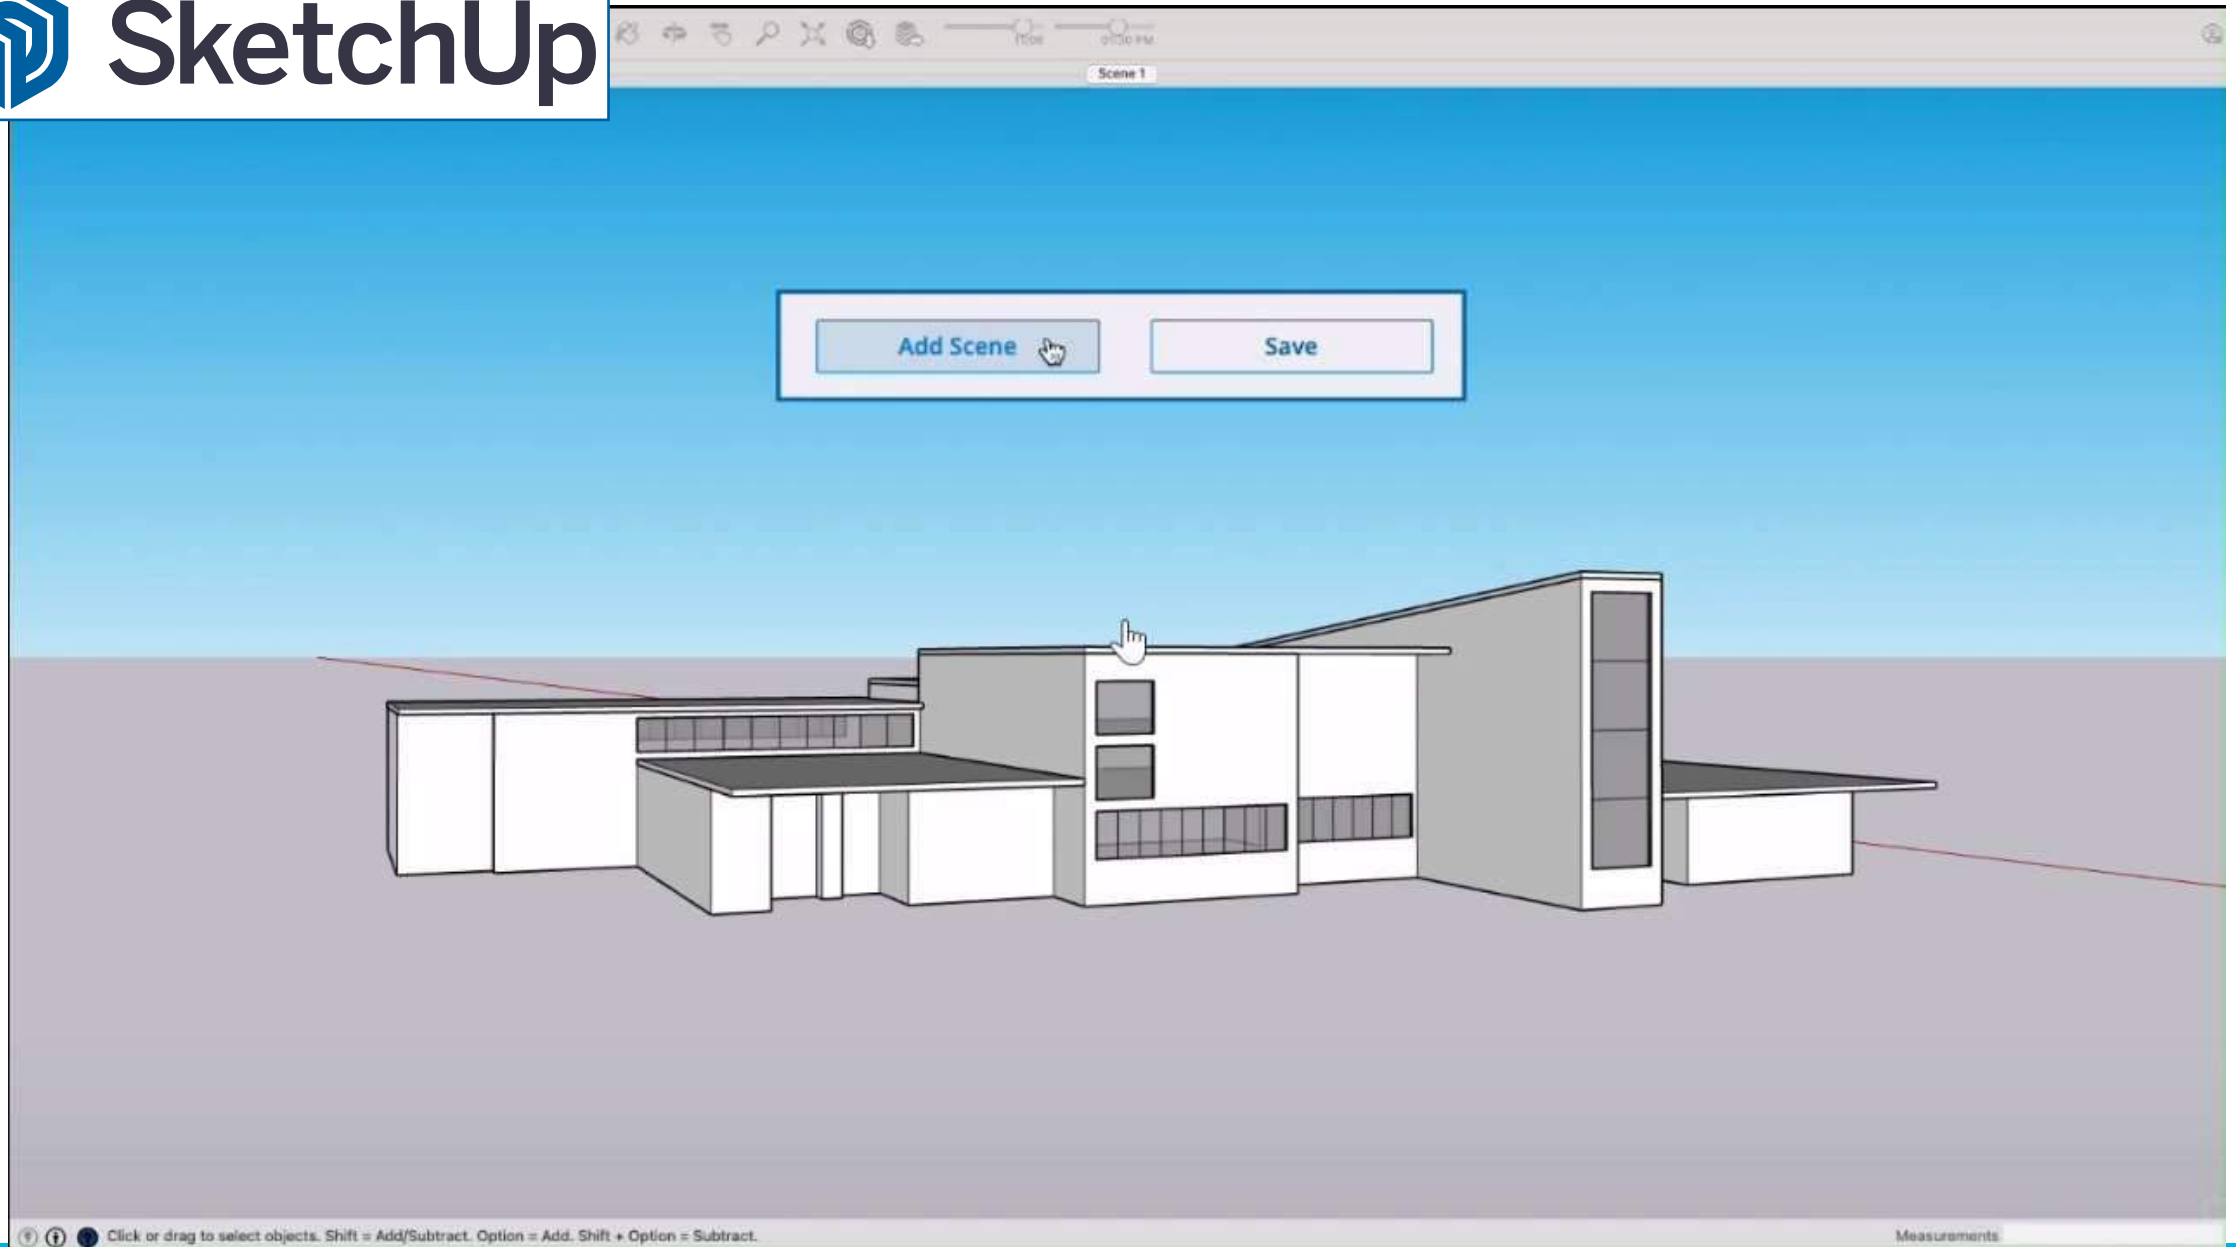 SketchUp
Scene 1
Add Scene
Save
Click or drag to select objects. Shift = Add/Subtract. Option = Add. Shift + Option = Subtract.
Measurements